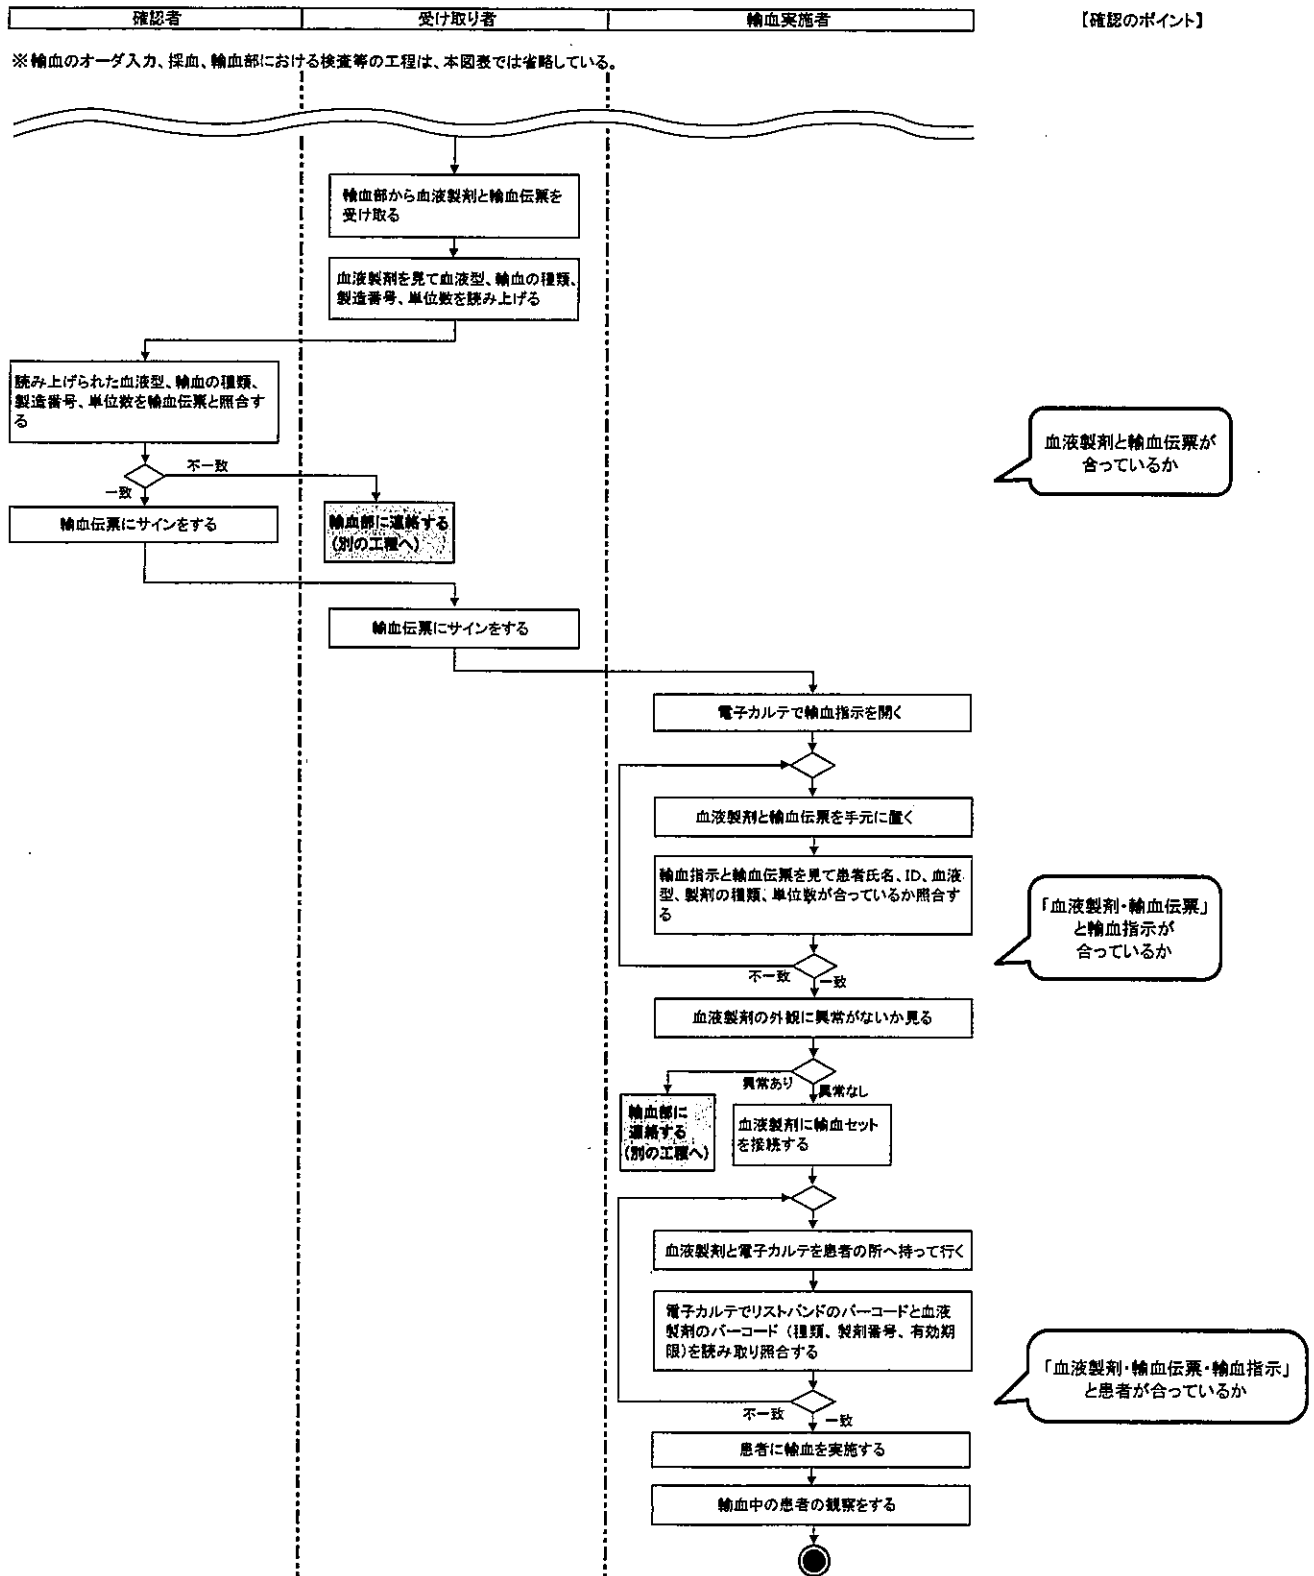 確認者
受け取り者
輸血実施者
【確認のポイント】
※輸血のオーダ入力、採血、輸血部における検査等の工程は、本図表では省略している。
輸血部から血液製剤と輸血伝票を
受け取る
血液製剤を見て血液型、輸血の種類、
製造番号、単位数を読み上げる
読み上げられた血液型、輸血の種類、
製造番号、単位数を輸血伝票と照合す
る
血液製剤と輸血伝票が
合っているか
不一致
一致
輸血伝票にサインをする
輸血部に連絡する
(別の工程へ)
輸血伝票にサインをする
電子カルテで輸血指示を開く
血液製剤と輸血伝票を手元に置く
輸血指示と輸血伝票を見て患者氏名、ID、血液
型、製剤の種類、単位数が合っているか照合す
る
「血液製剤・輸血伝票」
と輸血指示が
合っているか
不一致
一致
血液製剤の外観に異常がないか見る
異常あり
異常なし
輸血部に
連絡する
(別の工程へ)
血液製剤に輸血セット
を接続する
血液製剤と電子カルテを患者の所へ持って行く
電子カルテでリストバンドのバーコードと血液
製剤のバーコード(種類、製剤番号、有効期
限)を読み取り照合する
「血液製剤・輸血伝票・輸血指示」
と患者が合っているか
不一致
一致
患者に輸血を実施する
輸血中の患者の観察をする